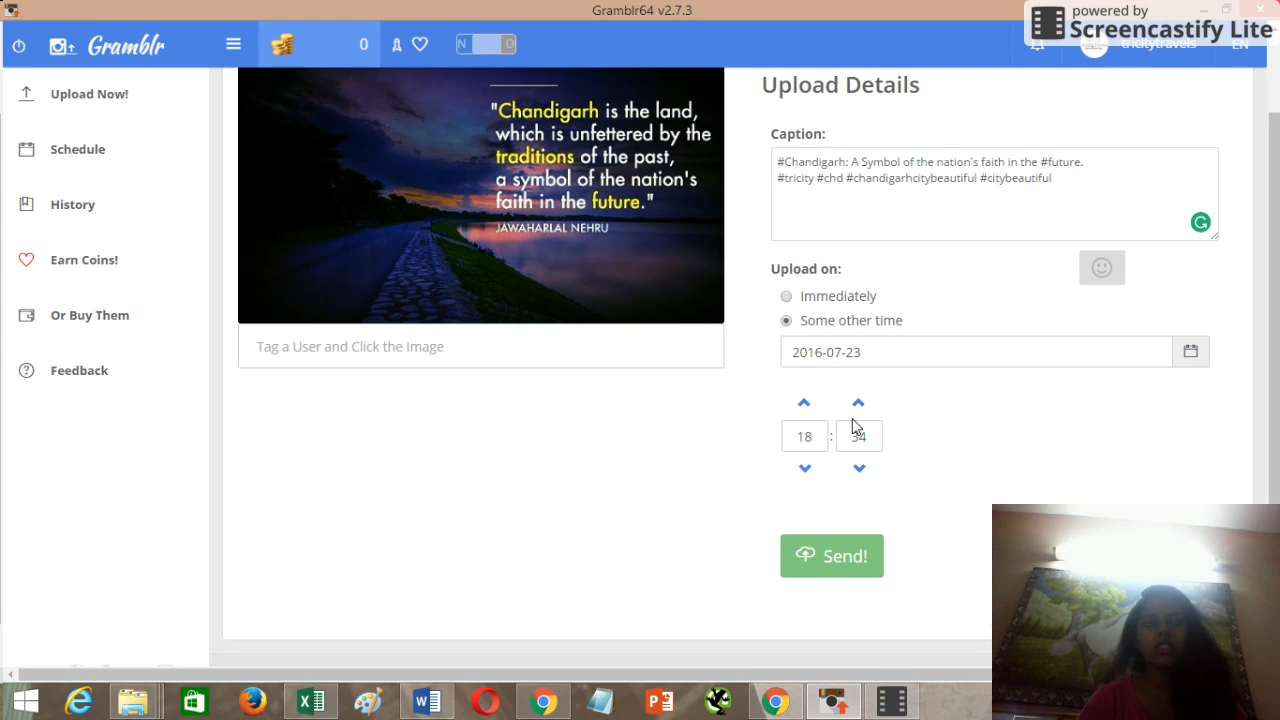 Gramblr64 v2.7.3
powered by
Screencastify Lite
Gramblr
0
N
O
tricitytravels
EN
Upload Now!
Schedule
History
Earn Coins!
Or Buy Them
Feedback
"Chandigarh is the land,
which is unfettered by the
traditions of the past,
a symbol of the nation's
faith in the future."
JAWAHARLAL NEHRU
Tag a User and Click the Image
Upload Details
Caption:
#Chandigarh: A Symbol of the nation's faith in the #future.
#tricity #chd #chandigarhcitybeautiful #citybeautiful
Upload on:
Immediately
Some other time
2016-07-23
18 : 34
Send!